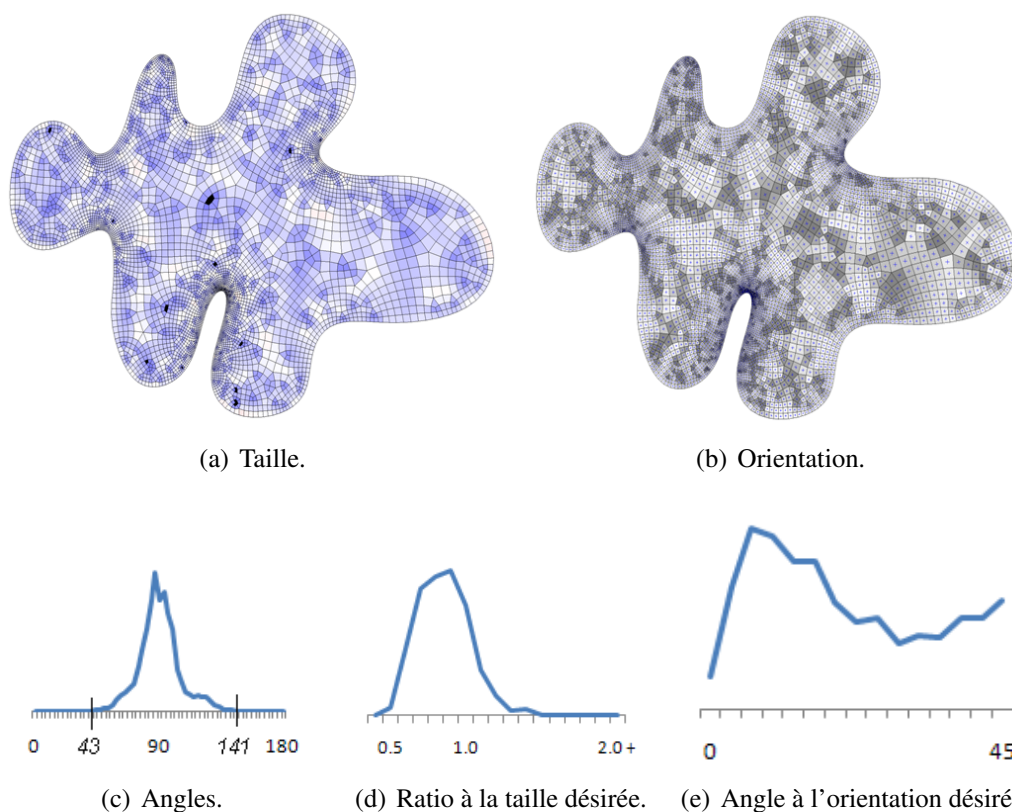 (a) Taille.
(b) Orientation.
0 43 90 141 180
0.5 1.0 2.0 +
0 45
(c) Angles.
(d) Ratio à la taille désirée.
(e) Angle à l'orientation désiré